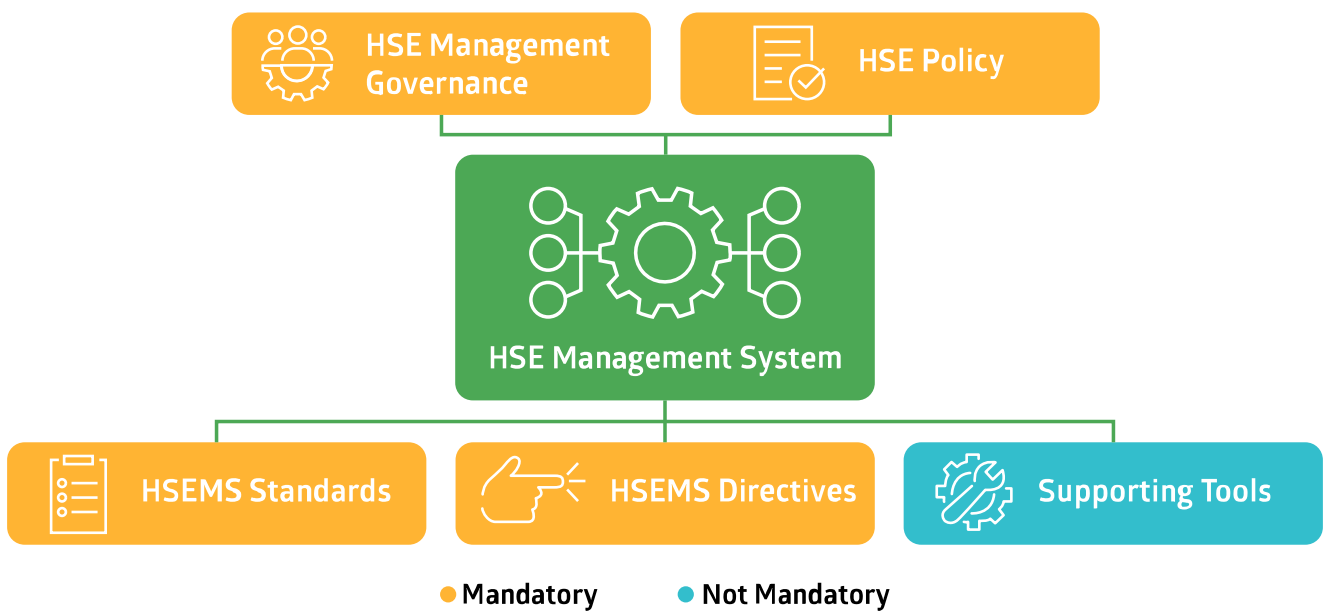 HSE Management
Governance
HSE Policy
HSE Management System
HSEMS Standards
HSEMS Directives
Supporting Tools
Mandatory
Not Mandatory